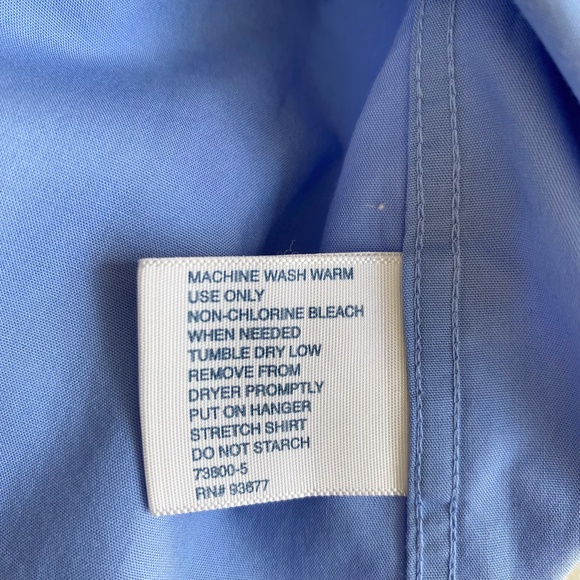 MACHINE WASH WARM
USE ONLY
NON-CHLORINE BLEACH
WHEN NEEDED
TUMBLE DRY LOW
REMOVE FROM
DRYER PROMPTLY
PUT ON HANGER
STRETCH SHIRT
DO NOT STARCH
73800-5
RN# 93677